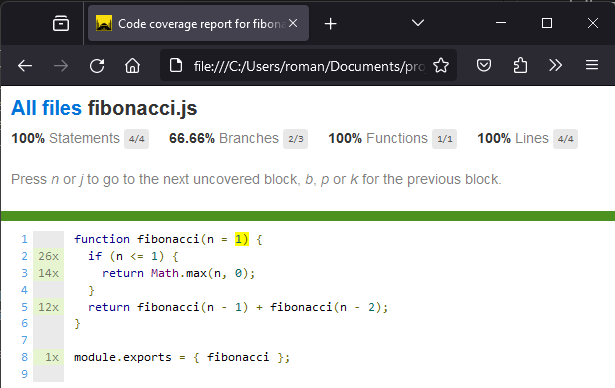 Code coverage report for fibona
file:///C:/Users/roman/Documents/pro
All files fibonacci.js
100% Statements 4/4 66.66% Branches 2/3 100% Functions 1/1 100% Lines 4/4
Press n or j to go to the next uncovered block, b, p or k for the previous block.
1 function fibonacci(n = 1) {
2 26x if (n <= 1) {
3 14x return Math.max(n, 0);
4 }
5 12x return fibonacci(n - 1) + fibonacci(n - 2);
6 }
7
8 1x module.exports = { fibonacci };
9